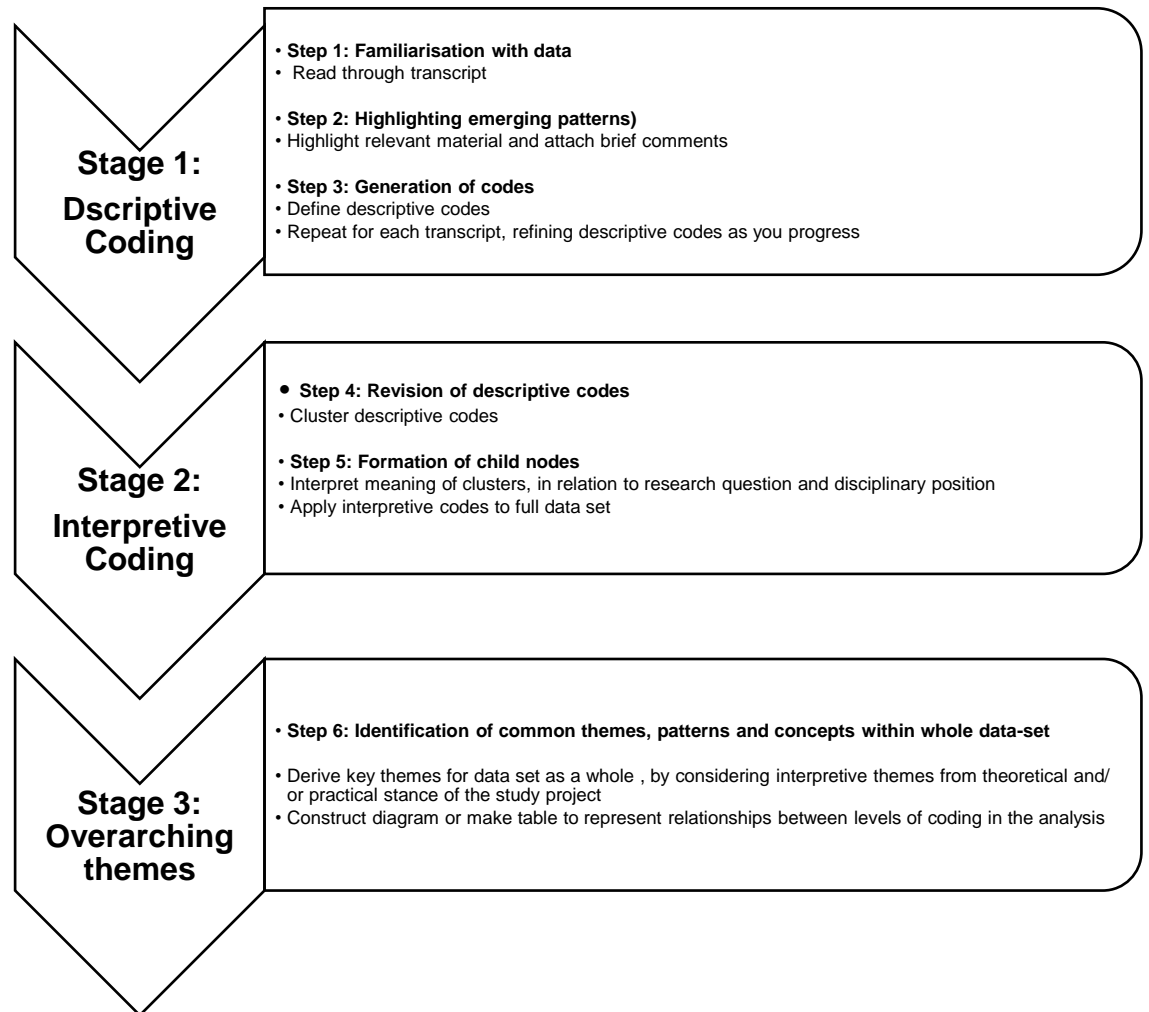 Stage 1:
Dscriptive
Coding
• Step 1: Familiarisation with data
• Read through transcript
• Step 2: Highlighting emerging patterns)
• Highlight relevant material and attach brief comments
• Step 3: Generation of codes
• Define descriptive codes
• Repeat for each transcript, refining descriptive codes as you progress
Stage 2:
Interpretive
Coding
• Step 4: Revision of descriptive codes
• Cluster descriptive codes
• Step 5: Formation of child nodes
• Interpret meaning of clusters, in relation to research question and disciplinary position
• Apply interpretive codes to full data set
Stage 3:
Overarching
themes
• Step 6: Identification of common themes, patterns and concepts within whole data-set
• Derive key themes for data set as a whole , by considering interpretive themes from theoretical and/
or practical stance of the study project
• Construct diagram or make table to represent relationships between levels of coding in the analysis